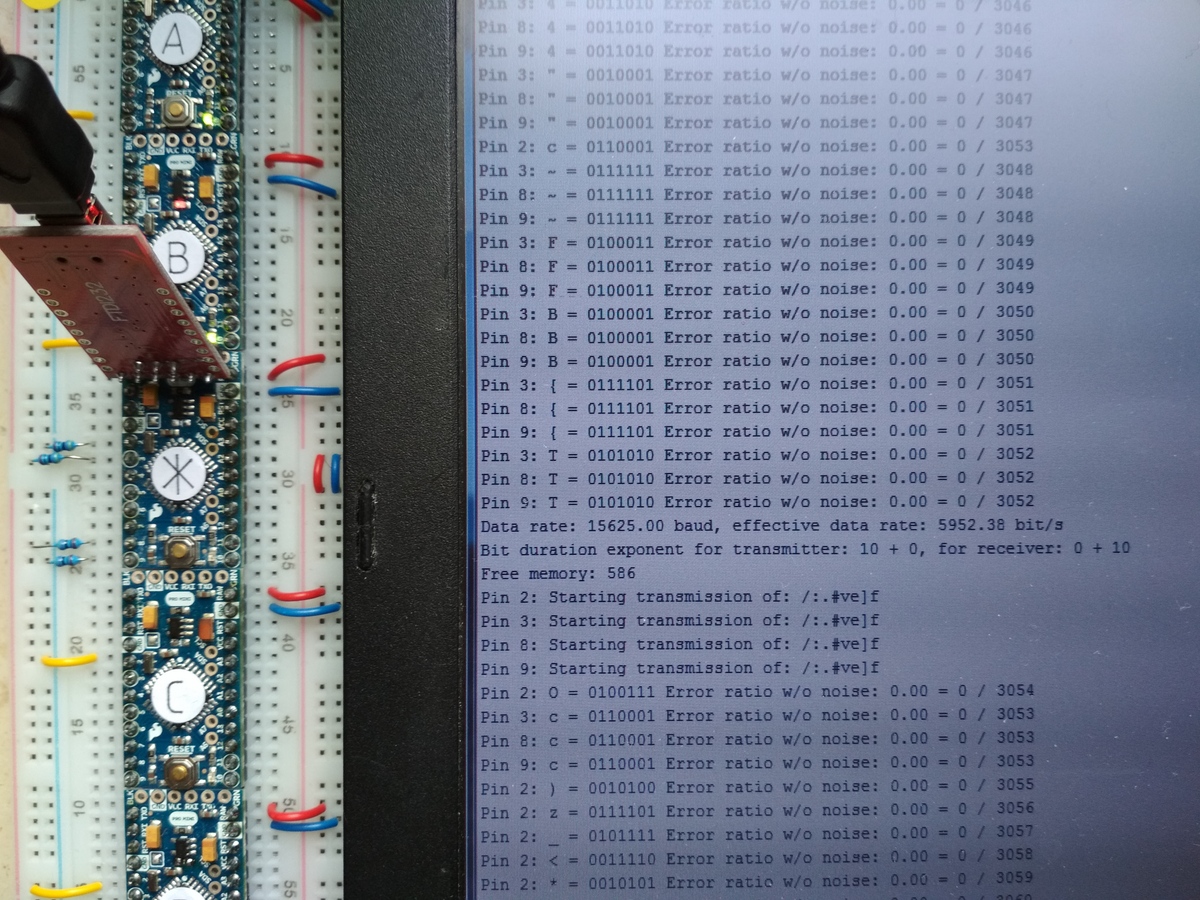 A
RESET
B
FTDI232
Ж
RESET
C
RESET
55
35
30
20
15
10
5
15
20
25
30
35
40
45
50
55
Pin 3: 4 = 0011010 Error ratio w/o noise: 0.00 = 0 / 3046
Pin 8: 4 = 0011010 Error ratio w/o noise: 0.00 = 0 / 3046
Pin 9: 4 = 0011010 Error ratio w/o noise: 0.00 = 0 / 3046
Pin 3: " = 0010001 Error ratio w/o noise: 0.00 = 0 / 3047
Pin 8: " = 0010001 Error ratio w/o noise: 0.00 = 0 / 3047
Pin 9: " = 0010001 Error ratio w/o noise: 0.00 = 0 / 3047
Pin 2: c = 0110001 Error ratio w/o noise: 0.00 = 0 / 3053
Pin 3: ~ = 0111111 Error ratio w/o noise: 0.00 = 0 / 3048
Pin 8: ~ = 0111111 Error ratio w/o noise: 0.00 = 0 / 3048
Pin 9: ~ = 0111111 Error ratio w/o noise: 0.00 = 0 / 3048
Pin 3: F = 0100011 Error ratio w/o noise: 0.00 = 0 / 3049
Pin 8: F = 0100011 Error ratio w/o noise: 0.00 = 0 / 3049
Pin 9: F = 0100011 Error ratio w/o noise: 0.00 = 0 / 3049
Pin 3: B = 0100001 Error ratio w/o noise: 0.00 = 0 / 3050
Pin 8: B = 0100001 Error ratio w/o noise: 0.00 = 0 / 3050
Pin 9: B = 0100001 Error ratio w/o noise: 0.00 = 0 / 3050
Pin 3: { = 0111101 Error ratio w/o noise: 0.00 = 0 / 3051
Pin 8: { = 0111101 Error ratio w/o noise: 0.00 = 0 / 3051
Pin 9: { = 0111101 Error ratio w/o noise: 0.00 = 0 / 3051
Pin 3: T = 0101010 Error ratio w/o noise: 0.00 = 0 / 3052
Pin 8: T = 0101010 Error ratio w/o noise: 0.00 = 0 / 3052
Pin 9: T = 0101010 Error ratio w/o noise: 0.00 = 0 / 3052
Data rate: 15625.00 baud, effective data rate: 5952.38 bit/s
Bit duration exponent for transmitter: 10 + 0, for receiver: 0 + 10
Free memory: 586
Pin 2: Starting transmission of: /:.#ve]f
Pin 3: Starting transmission of: /:.#ve]f
Pin 8: Starting transmission of: /:.#ve]f
Pin 9: Starting transmission of: /:.#ve]f
Pin 2: O = 0100111 Error ratio w/o noise: 0.00 = 0 / 3054
Pin 3: c = 0110001 Error ratio w/o noise: 0.00 = 0 / 3053
Pin 8: c = 0110001 Error ratio w/o noise: 0.00 = 0 / 3053
Pin 9: c = 0110001 Error ratio w/o noise: 0.00 = 0 / 3053
Pin 2: ) = 0010100 Error ratio w/o noise: 0.00 = 0 / 3055
Pin 2: z = 0111101 Error ratio w/o noise: 0.00 = 0 / 3056
Pin 2: _ = 0101111 Error ratio w/o noise: 0.00 = 0 / 3057
Pin 2: < = 0011110 Error ratio w/o noise: 0.00 = 0 / 3058
Pin 2: * = 0010101 Error ratio w/o noise: 0.00 = 0 / 3059